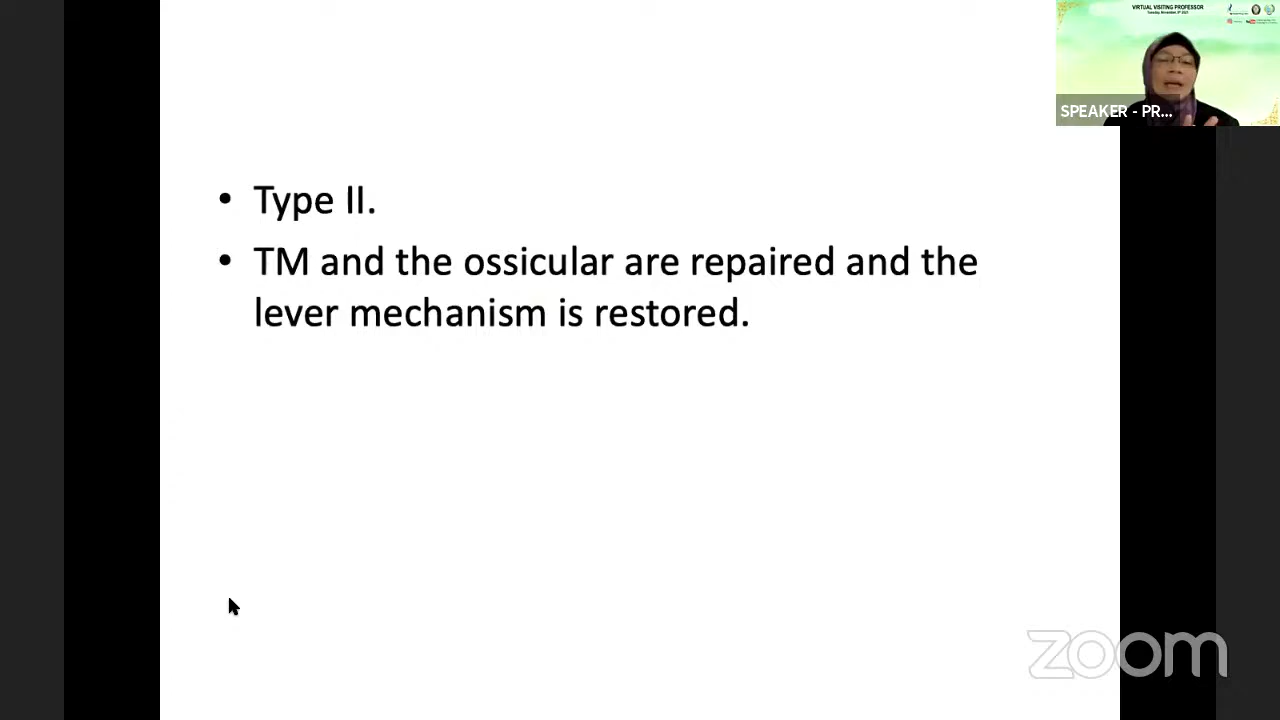 VIRTUAL VISITING PROFESSOR
SPEAKER - PR...
• Type II.
• TM and the ossicular are repaired and the
lever mechanism is restored.
zoom